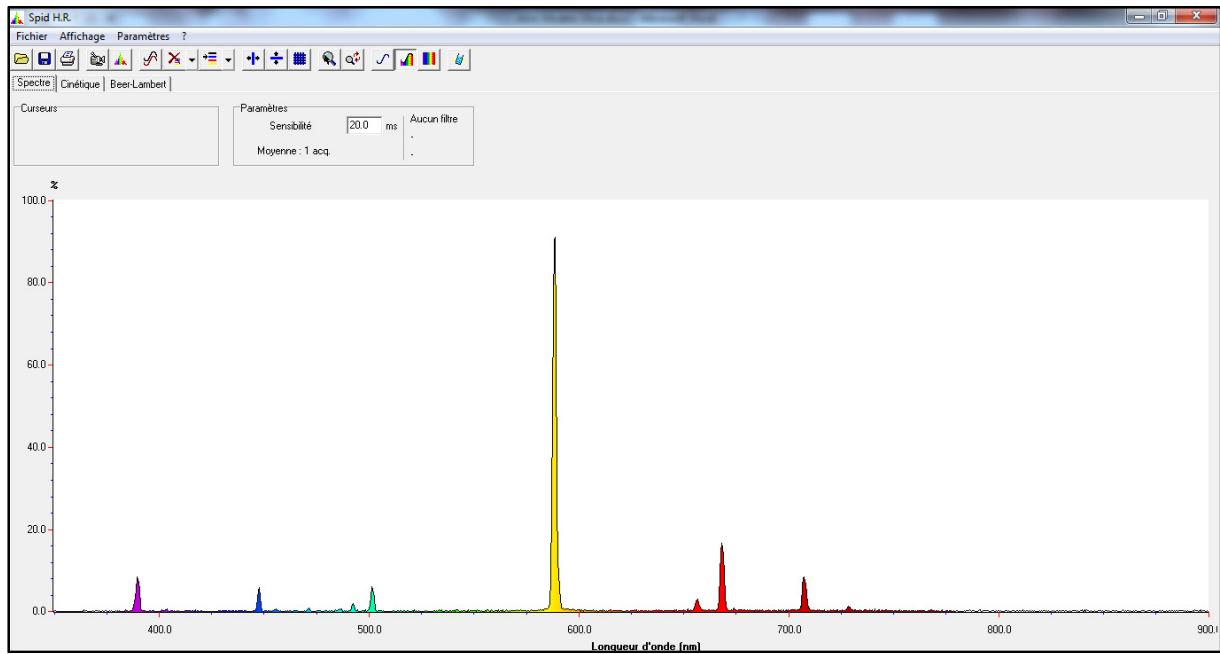 Spid H.R.
Fichier Affichage Paramètres ?
Spectre Cinétique Beer-Lambert
Curseurs
Paramètres
Sensibilité 20.0 ms Aucun filtre
Moyenne : 1 acq.
%
100.0
80.0
60.0
40.0
20.0
0.0
400.0 500.0 600.0 700.0 800.0 900.
Longueur d'onde (nm)